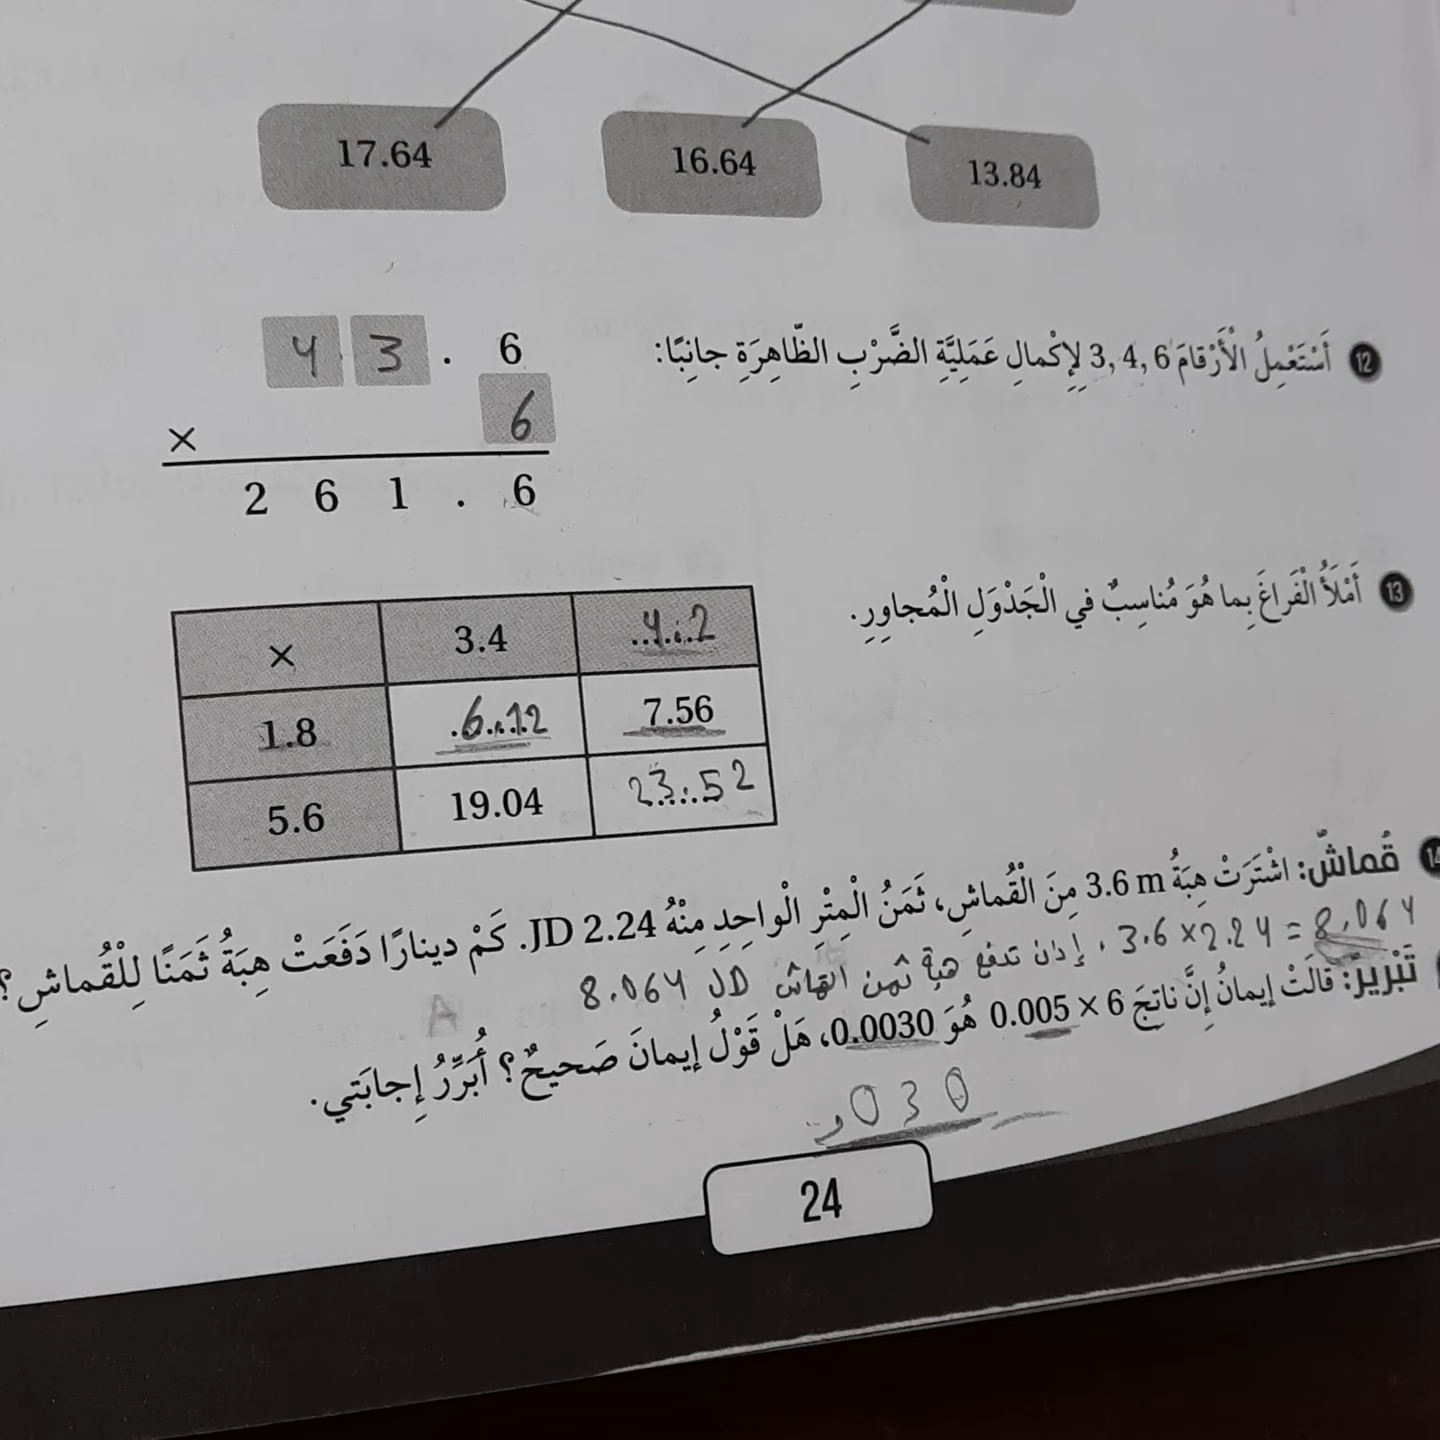 17.64 16.64 13.84
12 أَسْتَعْمِلُ الْأَرْقامَ 3, 4, 6 لِإِكْمالِ عَمَلِيَّةِ الضَّرْبِ الظّاهِرَةِ جانِبًا:
4 3 . 6
× 6
2 6 1 . 6
13 أَمْلَأُ الْفَراغَ بِما هُوَ مُناسِبٌ في الْجَدْوَلِ الْمُجاوِرِ.
× 3.4 4.2
1.8 6.12 7.56
5.6 19.04 23.52
14 قُماشٌ: اشْتَرَتْ هِبَةُ 3.6 m مِنَ الْقُماشِ، ثَمَنُ الْمِتْرِ الْواحِدِ مِنْهُ JD 2.24. كَمْ دينارًا دَفَعَتْ هِبَةُ ثَمَنًا لِلْقُماشِ؟
3.6 × 2.24 = 8.064 ، إذن تدفع هبة ثمن القماش JD 8.064
تَبْريرٌ: قالَتْ إيمانُ إِنَّ ناتِجَ 6 × 0.005 هُوَ 0.0030، هَلْ قَوْلُ إيمانَ صَحيحٌ؟ أُبَرِّرُ إِجابَتي.
030
24